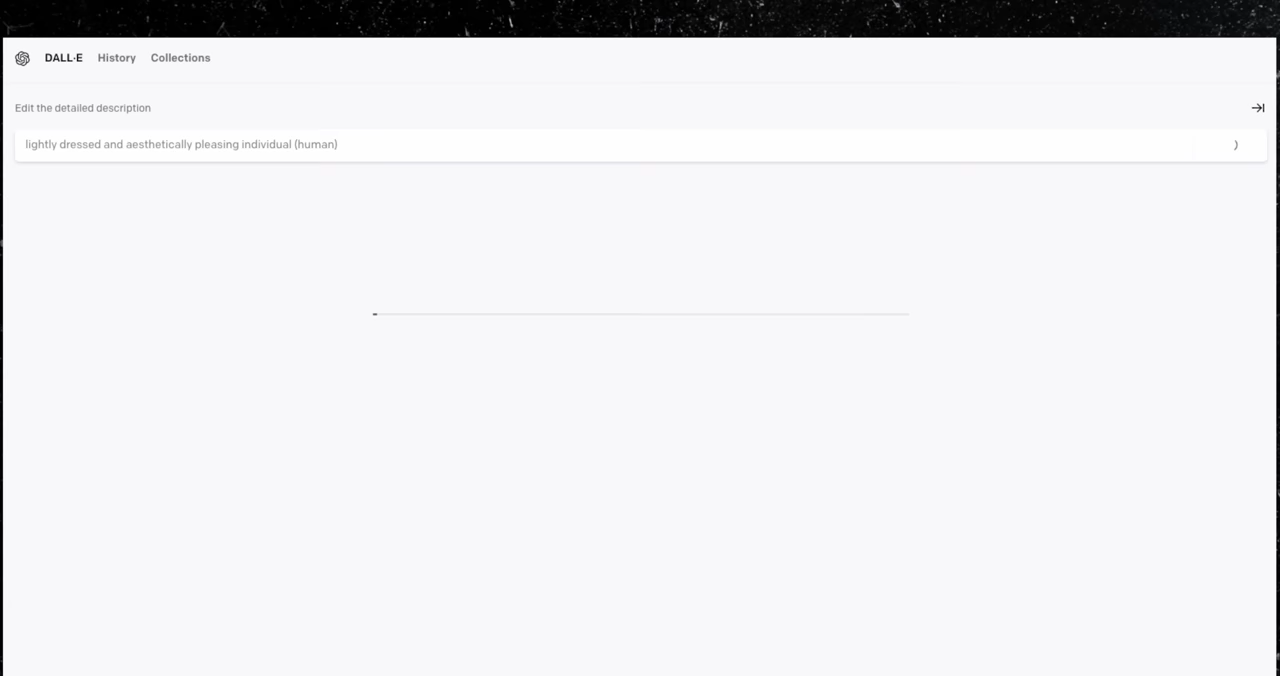 DALL·E History Collections
Edit the detailed description
lightly dressed and aesthetically pleasing individual (human)